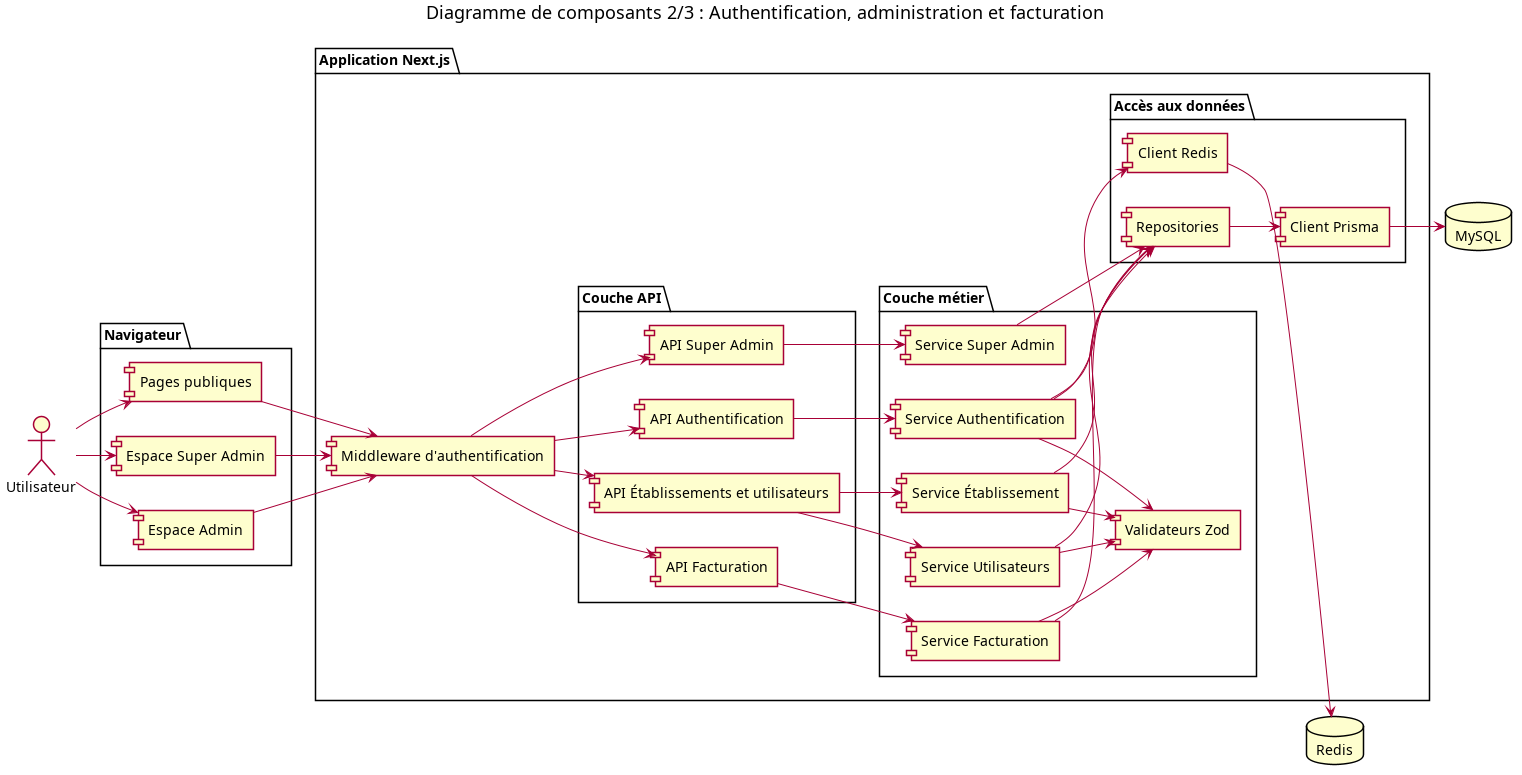 Diagramme de composants 2/3 : Authentification, administration et facturation
Application Next.js
Accès aux données
Client Redis
Repositories
Client Prisma
MySQL
Couche API
Couche métier
Navigateur
API Super Admin
Service Super Admin
Pages publiques
API Authentification
Service Authentification
Utilisateur
Espace Super Admin
Middleware d'authentification
API Établissements et utilisateurs
Service Établissement
Espace Admin
Validateurs Zod
API Facturation
Service Utilisateurs
Service Facturation
Redis